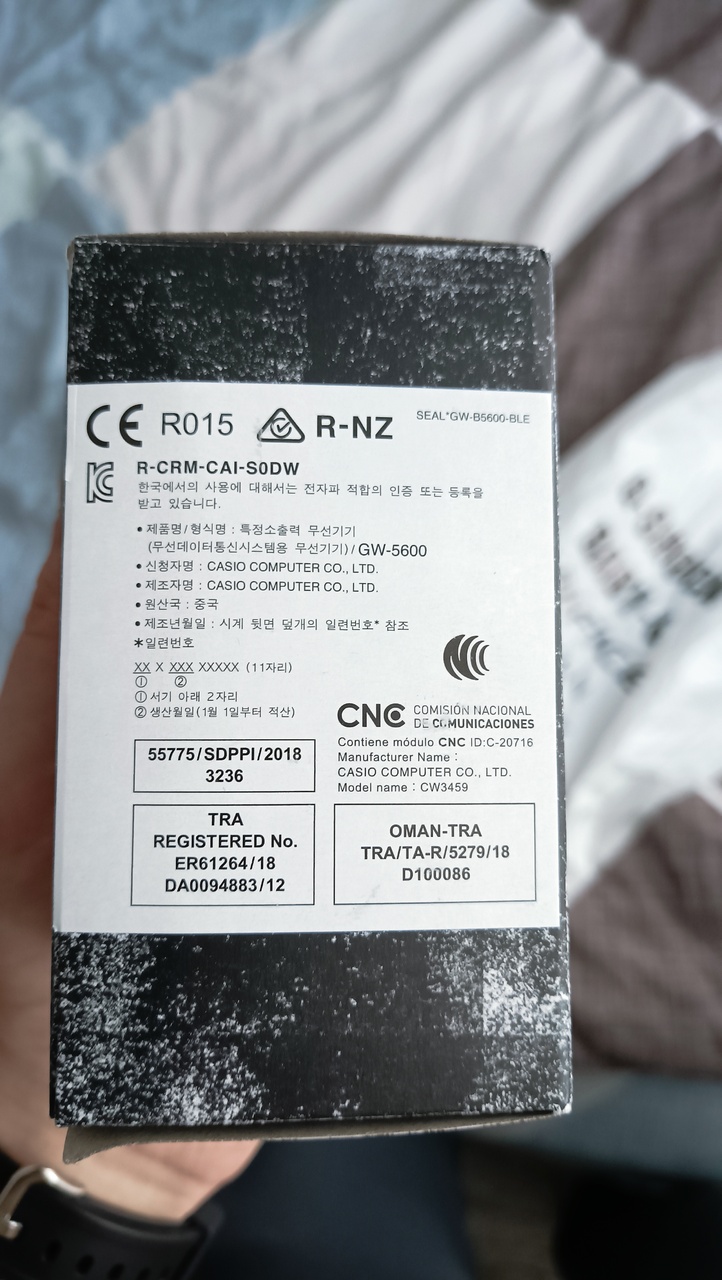 CE R015 R-NZ SEAL*GW-B5600-BLE
R-CRM-CAI-S0DW
한국에서의 사용에 대해서는 전자파 적합의 인증 또는 등록을
받고 있습니다.
• 제품명/형식명 : 특정소출력 무선기기
(무선데이터통신시스템용 무선기기) / GW-5600
• 신청자명 : CASIO COMPUTER CO., LTD.
• 제조자명 : CASIO COMPUTER CO., LTD.
• 원산국 : 중국
• 제조년월일 : 시계 뒷면 덮개의 일련번호* 참조
*일련번호
XX X XXX XXXXX (11자리)
① ②
① 서기 아래 2자리
② 생산월일(1월 1일부터 적산)
CNC COMISIÓN NACIONAL
DE COMUNICACIONES
Contiene módulo CNC ID:C-20716
Manufacturer Name :
CASIO COMPUTER CO., LTD.
Model name : CW3459
55775/SDPPI/2018
3236
TRA
REGISTERED No.
ER61264/18
DA0094883/12
OMAN-TRA
TRA/TA-R/5279/18
D100086